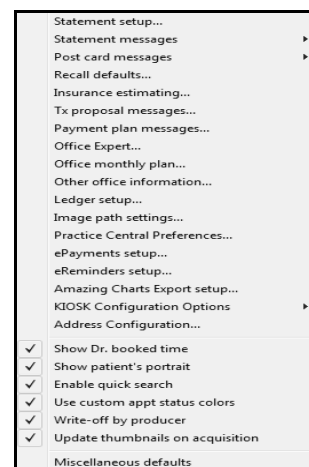 Statement setup...
Statement messages
Post card messages
Recall defaults...
Insurance estimating...
Tx proposal messages...
Payment plan messages...
Office Expert...
Office monthly plan...
Other office information...
Ledger setup...
Image path settings...
Practice Central Preferences...
ePayments setup...
eReminders setup...
Amazing Charts Export setup...
KIOSK Configuration Options
Address Configuration...
Show Dr. booked time
Show patient's portrait
Enable quick search
Use custom appt status colors
Write-off by producer
Update thumbnails on acquisition
Miscellaneous defaults